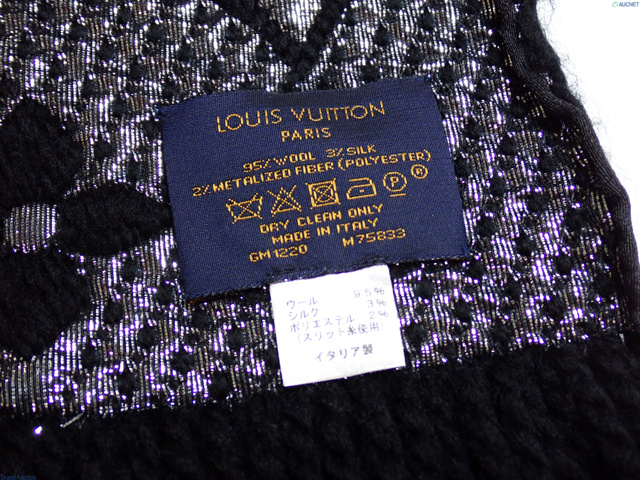 AUCNET
LOUIS VUITTON
PARIS
95% WOOL 3% SILK
2% METALIZED FIBER (POLYESTER)
P ®
DRY CLEAN ONLY
MADE IN ITALY
GM1220 M75833
ウール 95%
シルク 3%
ポリエステル 2%
(スリット糸使用)
イタリア製